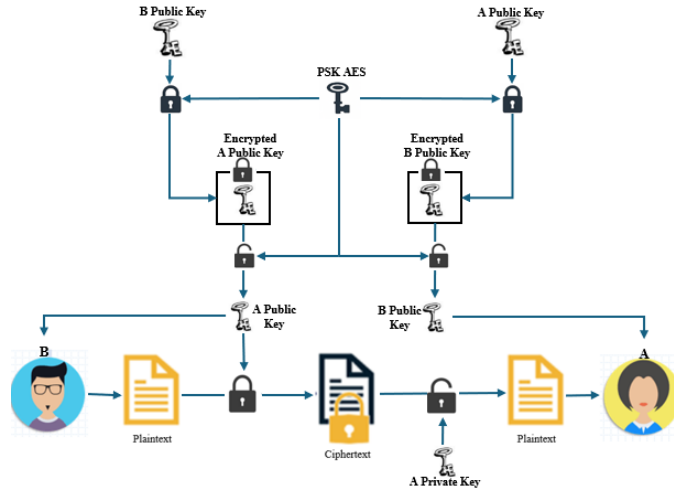 B Public Key
A Public Key
PSK AES
Encrypted
A Public Key
Encrypted
B Public Key
A Public
Key
B Public
Key
B
A
Plaintext
Ciphertext
Plaintext
A Private Key